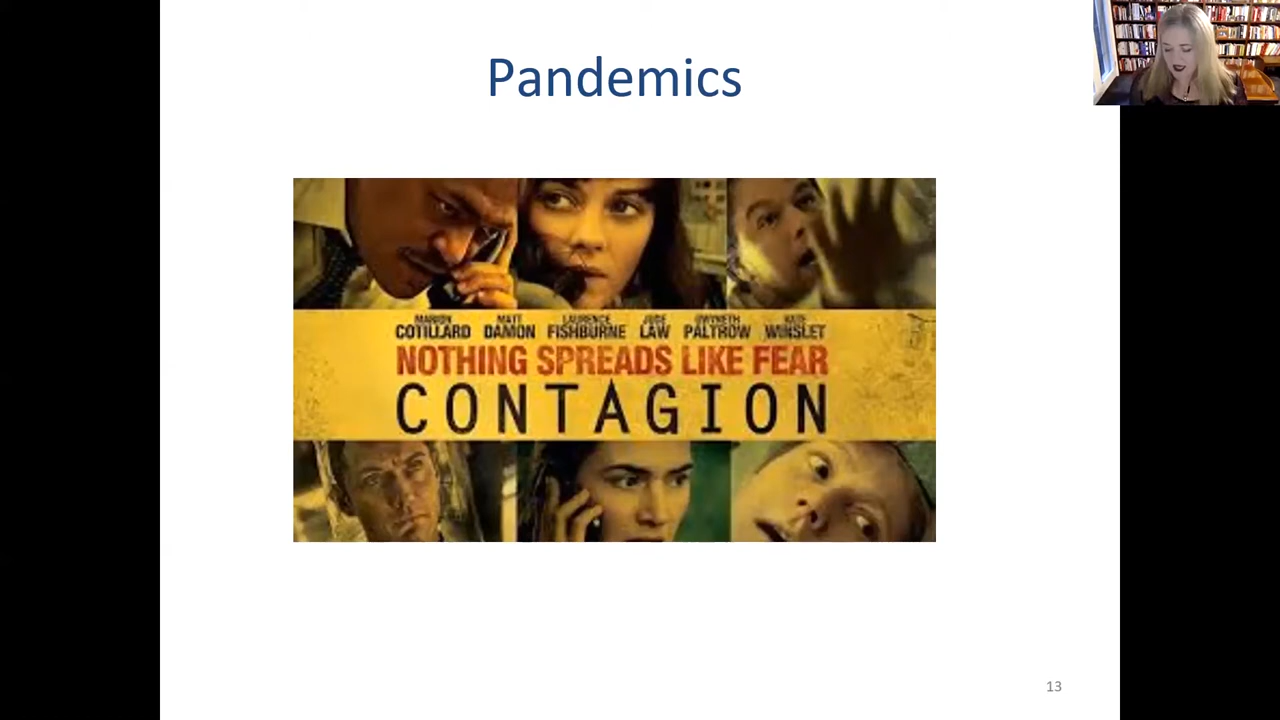 Pandemics
MARION MATT LAURENCE JUDE GWYNETH KATE
COTILLARD DAMON FISHBURNE LAW PALTROW WINSLET
NOTHING SPREADS LIKE FEAR
CONTAGION
13